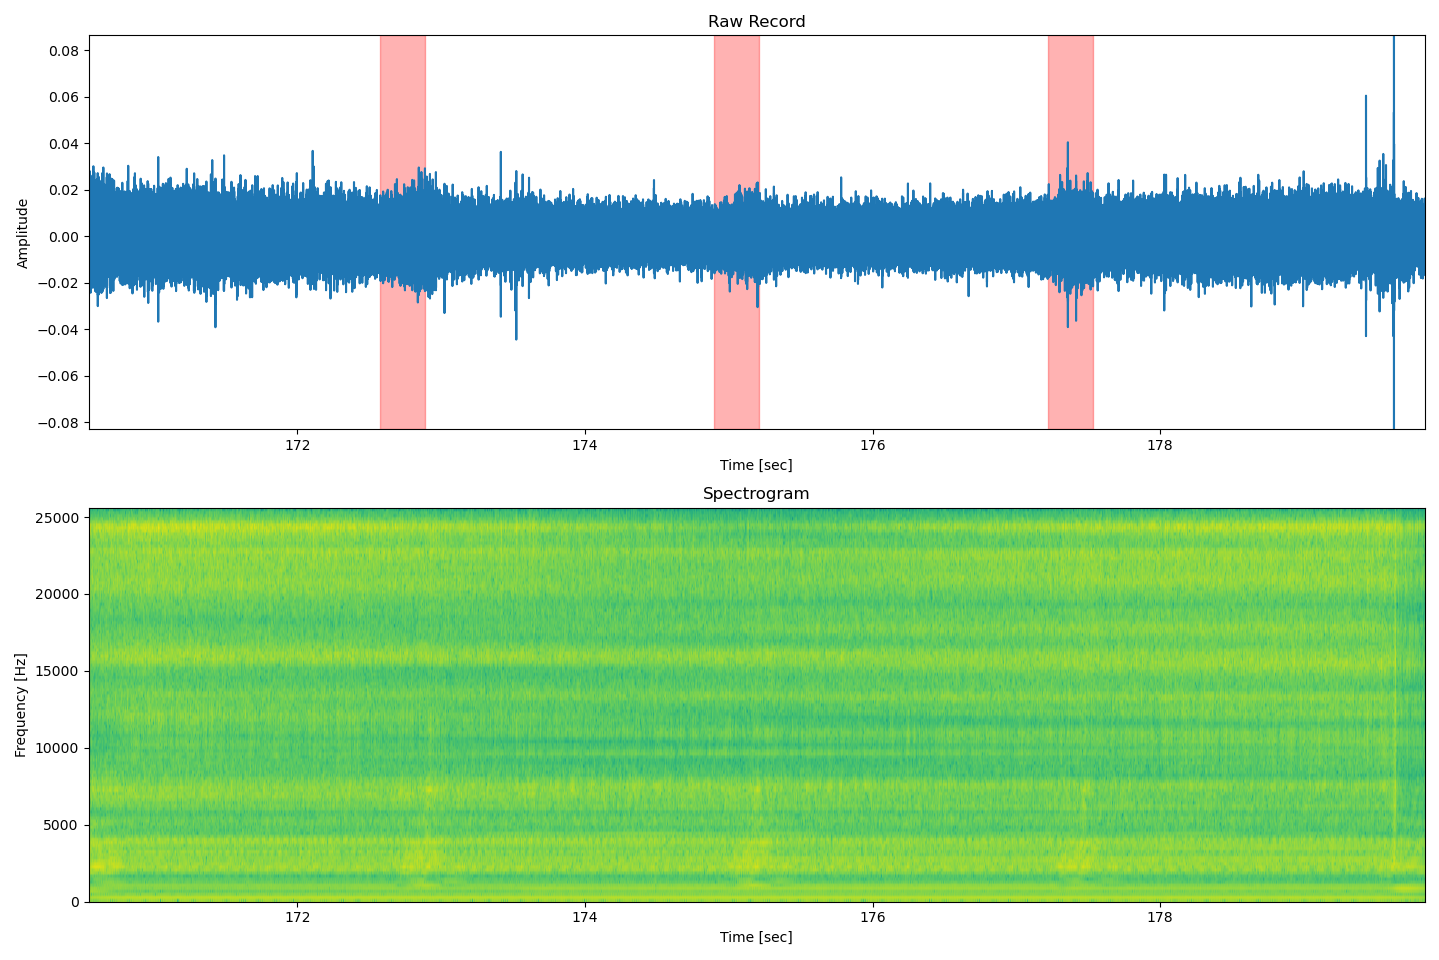 Raw Record
0.08
0.06
0.04
0.02
0.00
−0.02
−0.04
−0.06
−0.08
Amplitude
172 174 176 178
Time [sec]
Spectrogram
25000
20000
15000
10000
5000
0
Frequency [Hz]
172 174 176 178
Time [sec]